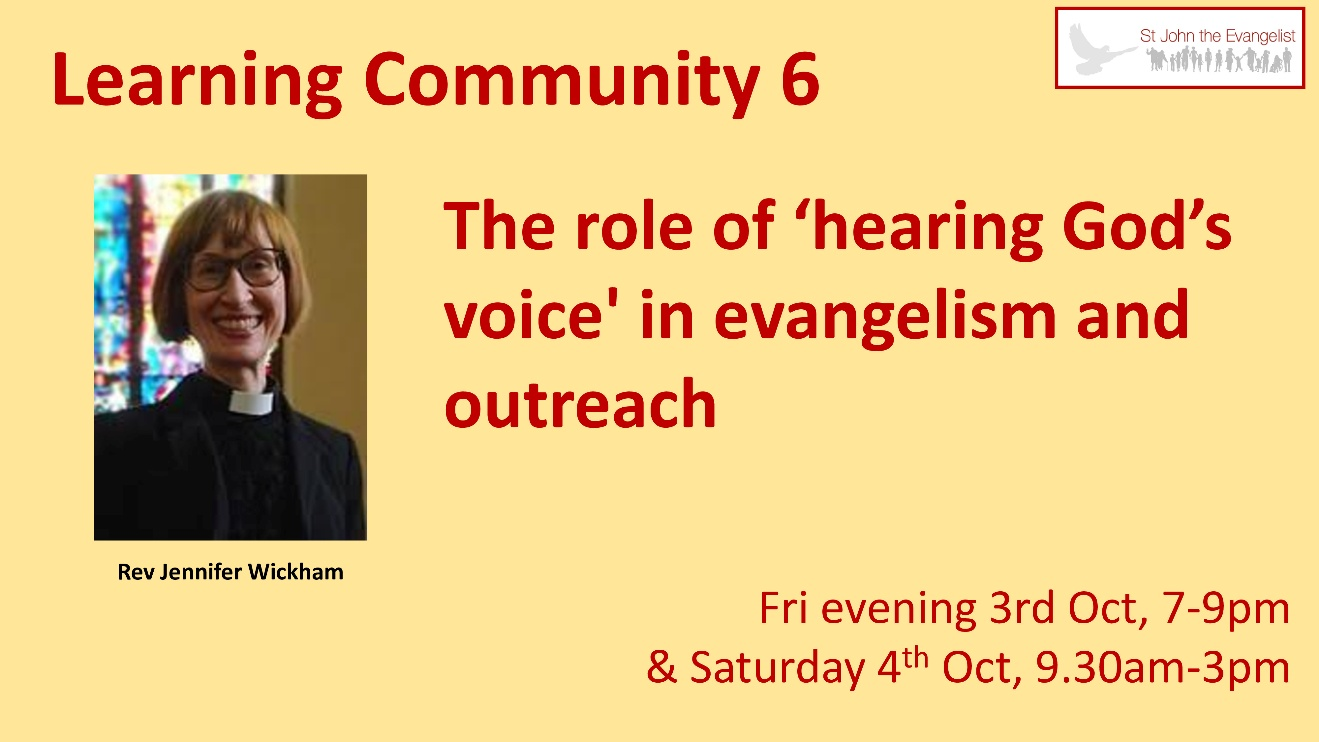 Learning Community 6
St John the Evangelist
The role of ‘hearing God’s
voice' in evangelism and
outreach
Rev Jennifer Wickham
Fri evening 3rd Oct, 7-9pm
& Saturday 4th Oct, 9.30am-3pm